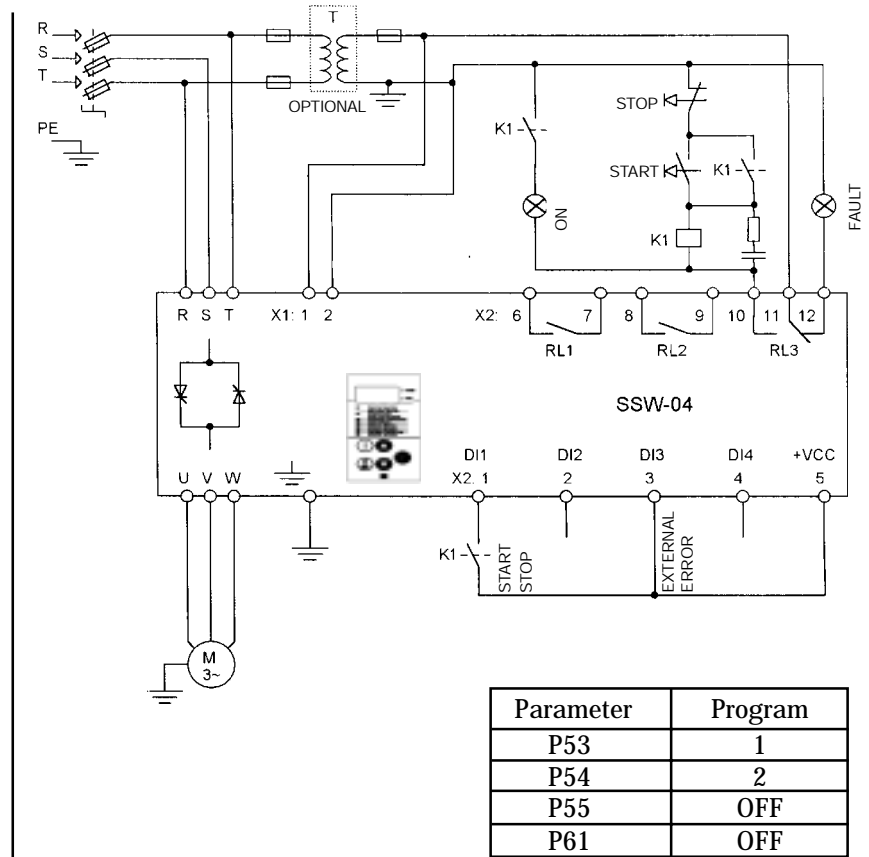 T
R
S
T
OPTIONAL
PE
STOP
K1
START K1
ON
K1
FAULT
R S T X1: 1 2 X2: 6 7 8 9 10 11 12
RL1 RL2 RL3
SSW-04
DI1 DI2 DI3 DI4 +VCC
U V W X2. 1 2 3 4 5
K1
START
STOP
EXTERNAL
ERROR
M
3~
Parameter Program
P53 1
P54 2
P55 OFF
P61 OFF